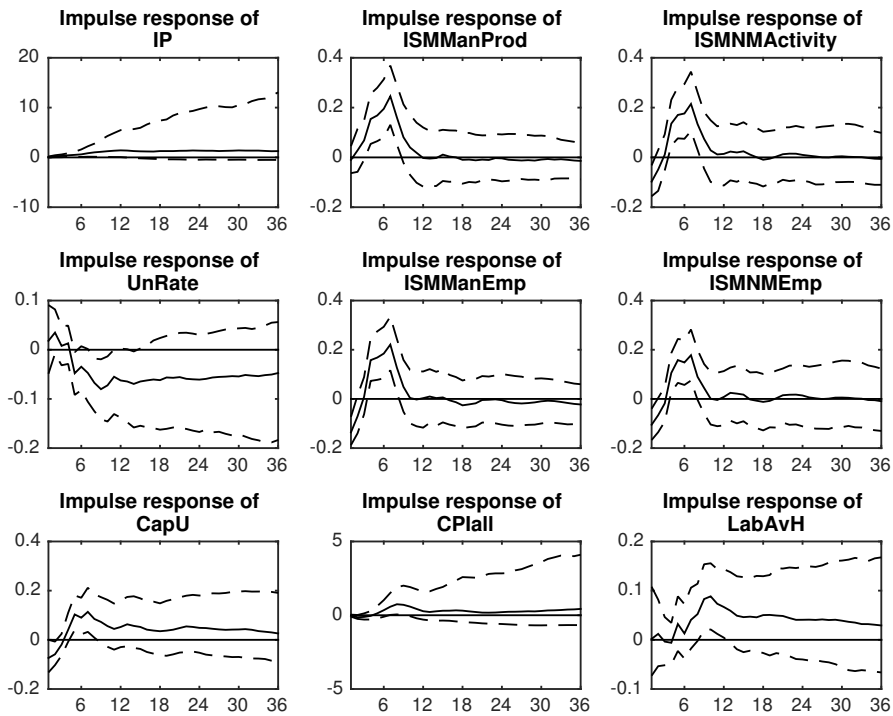 Impulse response of
IP
20
10
0
-10
6 12 18 24 30 36
Impulse response of
ISMManProd
0.4
0.2
0
-0.2
6 12 18 24 30 36
Impulse response of
ISMNMActivity
0.4
0.2
0
-0.2
6 12 18 24 30 36
Impulse response of
UnRate
0.1
0
-0.1
-0.2
6 12 18 24 30 36
Impulse response of
ISMManEmp
0.4
0.2
0
-0.2
6 12 18 24 30 36
Impulse response of
ISMNMEmp
0.4
0.2
0
-0.2
6 12 18 24 30 36
Impulse response of
CapU
0.4
0.2
0
-0.2
6 12 18 24 30 36
Impulse response of
CPIall
5
0
-5
6 12 18 24 30 36
Impulse response of
LabAvH
0.2
0.1
0
-0.1
6 12 18 24 30 36